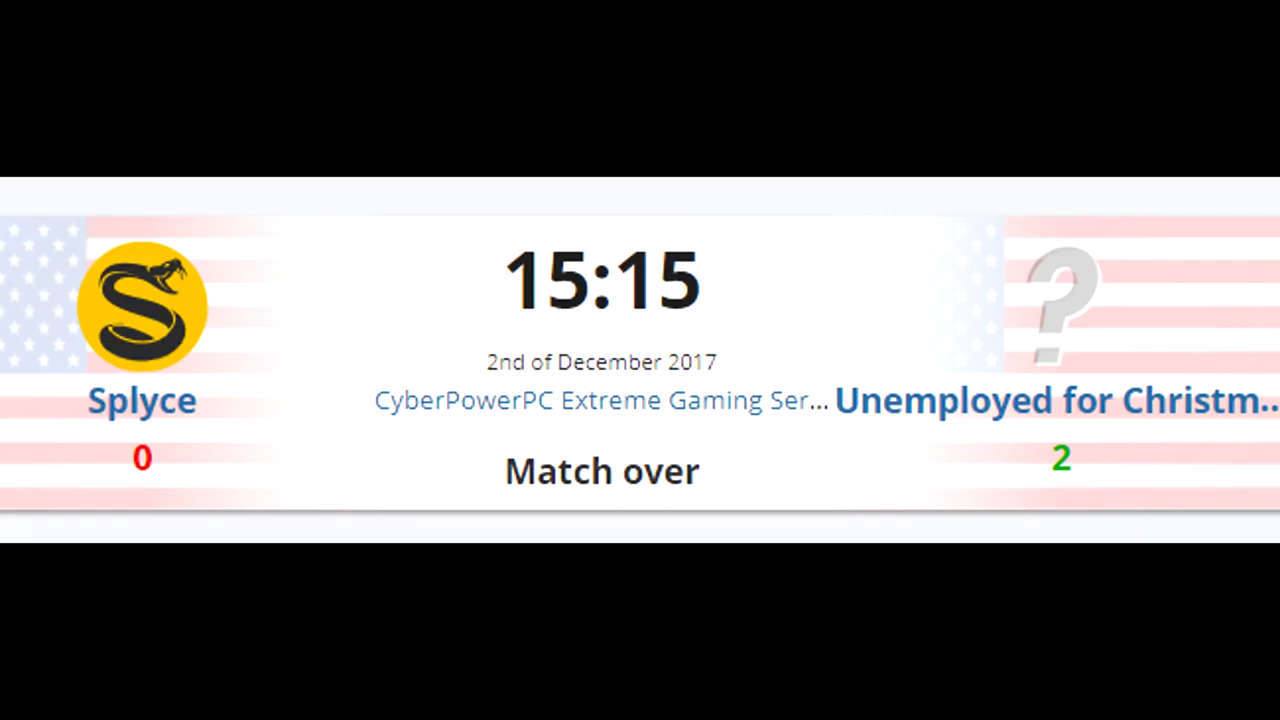 15:15
2nd of December 2017
CyberPowerPC Extreme Gaming Ser...
Splyce
Unemployed for Christm..
0
2
Match over
?